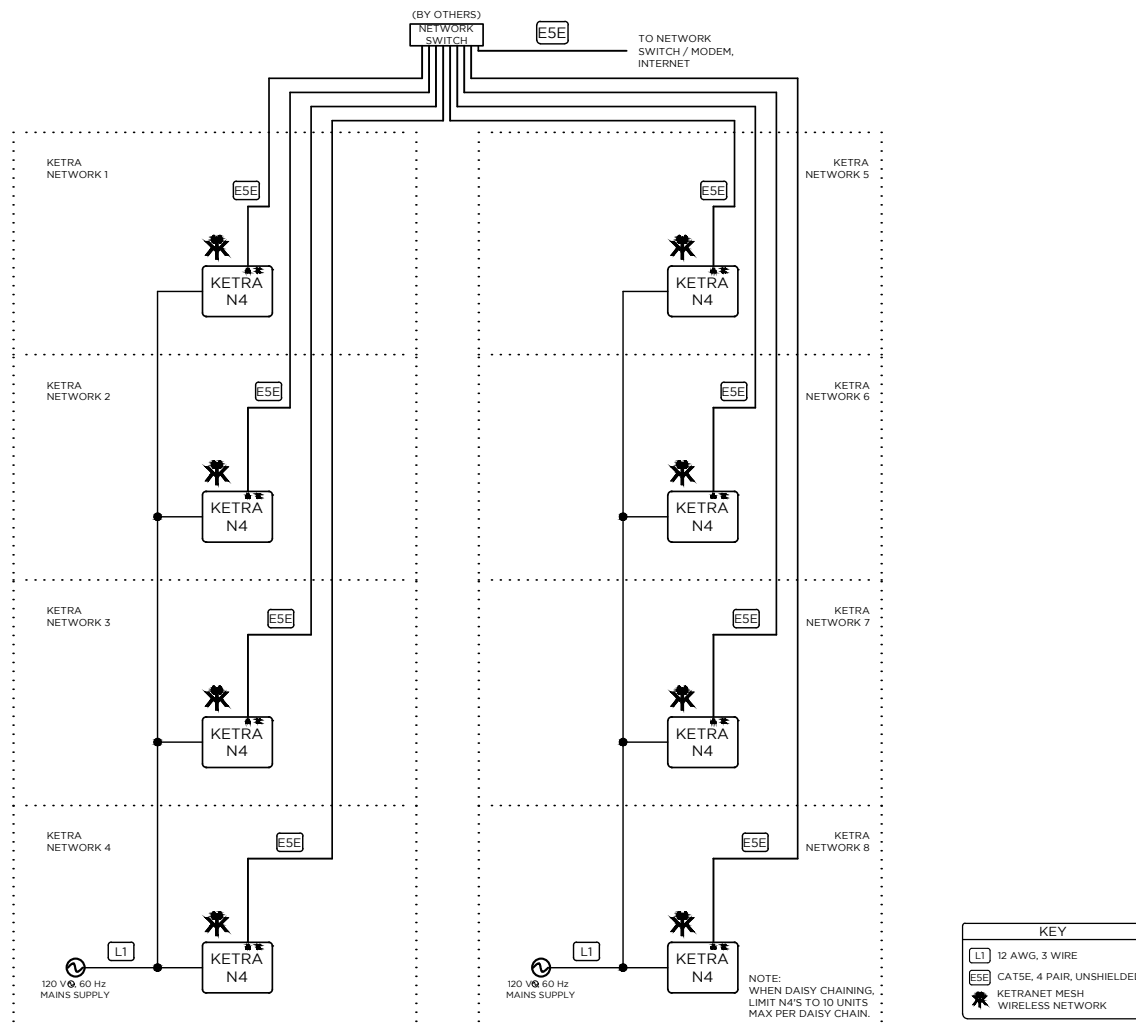 (BY OTHERS)
NETWORK
SWITCH
E5E
TO NETWORK
SWITCH / MODEM,
INTERNET
KETRA
NETWORK 1
E5E
KETRA
N4
KETRA
NETWORK 5
E5E
KETRA
N4
KETRA
NETWORK 2
E5E
KETRA
N4
KETRA
NETWORK 6
E5E
KETRA
N4
KETRA
NETWORK 3
E5E
KETRA
N4
KETRA
NETWORK 7
E5E
KETRA
N4
KETRA
NETWORK 4
E5E
KETRA
N4
L1
120 V 60 Hz
MAINS SUPPLY
KETRA
NETWORK 8
E5E
KETRA
N4
L1
120 V 60 Hz
MAINS SUPPLY
NOTE:
WHEN DAISY CHAINING,
LIMIT N4'S TO 10 UNITS
MAX PER DAISY CHAIN.
KEY
L1 12 AWG, 3 WIRE
E5E CAT5E, 4 PAIR, UNSHIELDED
KETRANET MESH
WIRELESS NETWORK